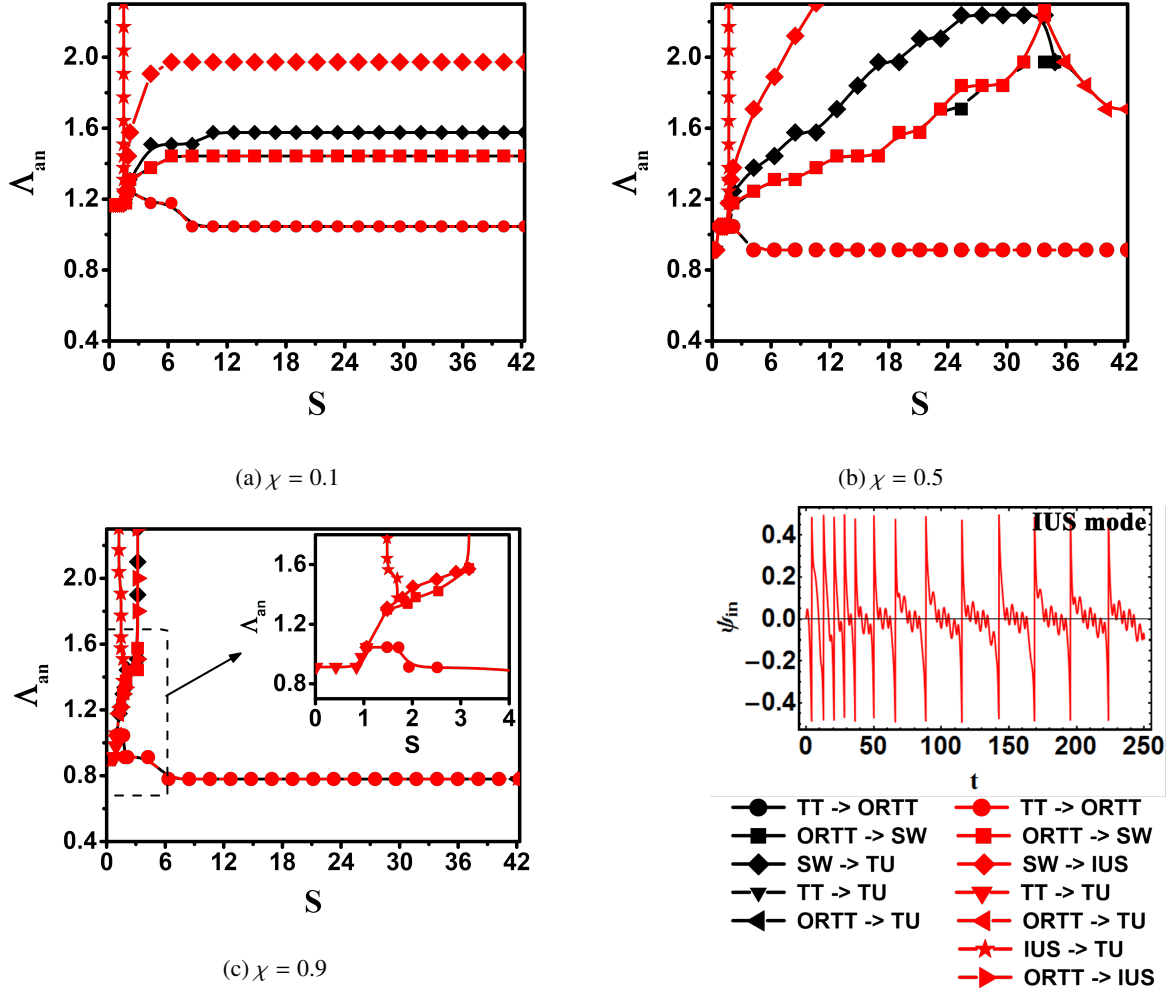 2.0
1.6
1.2
0.8
0.4
Λan
0 6 12 18 24 30 36 42
S
(a) χ = 0.1
2.0
1.6
1.2
0.8
0.4
Λan
0 6 12 18 24 30 36 42
S
(b) χ = 0.5
2.0
1.6
1.2
0.8
0.4
Λan
0 6 12 18 24 30 36 42
S
1.6
1.2
0.8
Λan
0 1 2 3 4
S
(c) χ = 0.9
IUS mode
0.4
0.2
0.0
−0.2
−0.4
ψin
0 50 100 150 200 250
t
TT -> ORTT
ORTT -> SW
SW -> TU
TT -> TU
ORTT -> TU
TT -> ORTT
ORTT -> SW
SW -> IUS
TT -> TU
ORTT -> TU
IUS -> TU
ORTT -> IUS